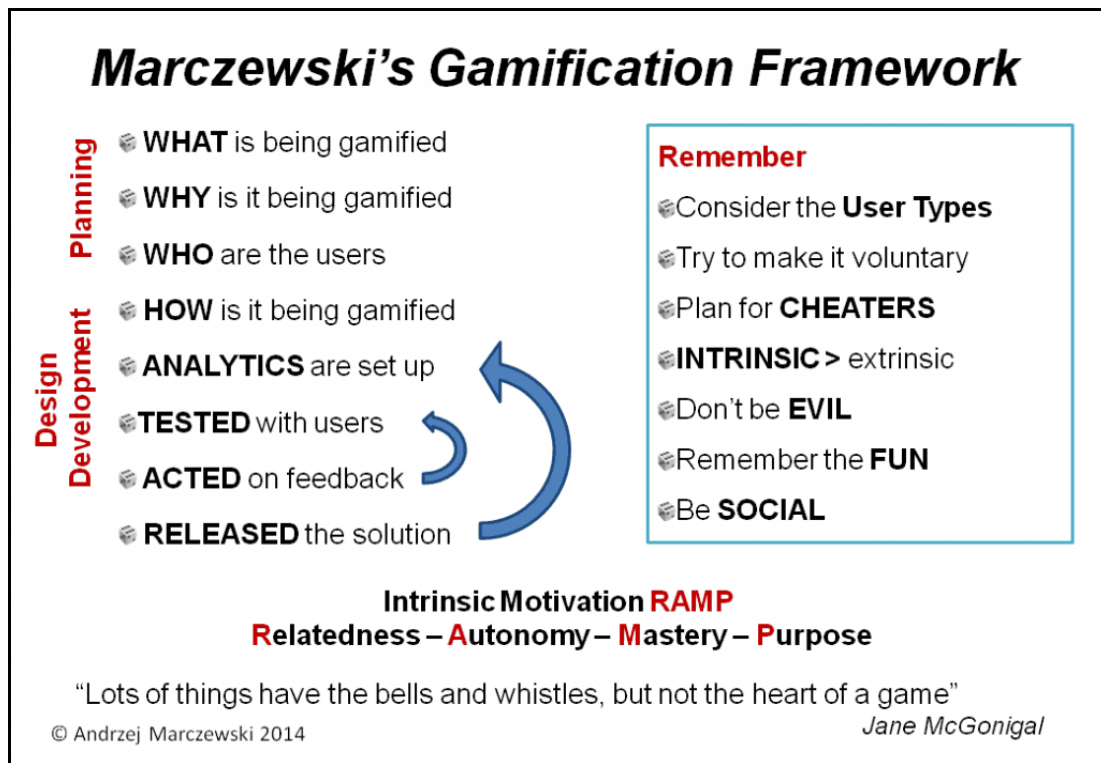 Marczewski's Gamification Framework
Planning
WHAT is being gamified
WHY is it being gamified
WHO are the users
Design
Development
HOW is it being gamified
ANALYTICS are set up
TESTED with users
ACTED on feedback
RELEASED the solution
Remember
Consider the User Types
Try to make it voluntary
Plan for CHEATERS
INTRINSIC > extrinsic
Don't be EVIL
Remember the FUN
Be SOCIAL
Intrinsic Motivation RAMP
Relatedness – Autonomy – Mastery – Purpose
“Lots of things have the bells and whistles, but not the heart of a game”
Jane McGonigal
© Andrzej Marczewski 2014